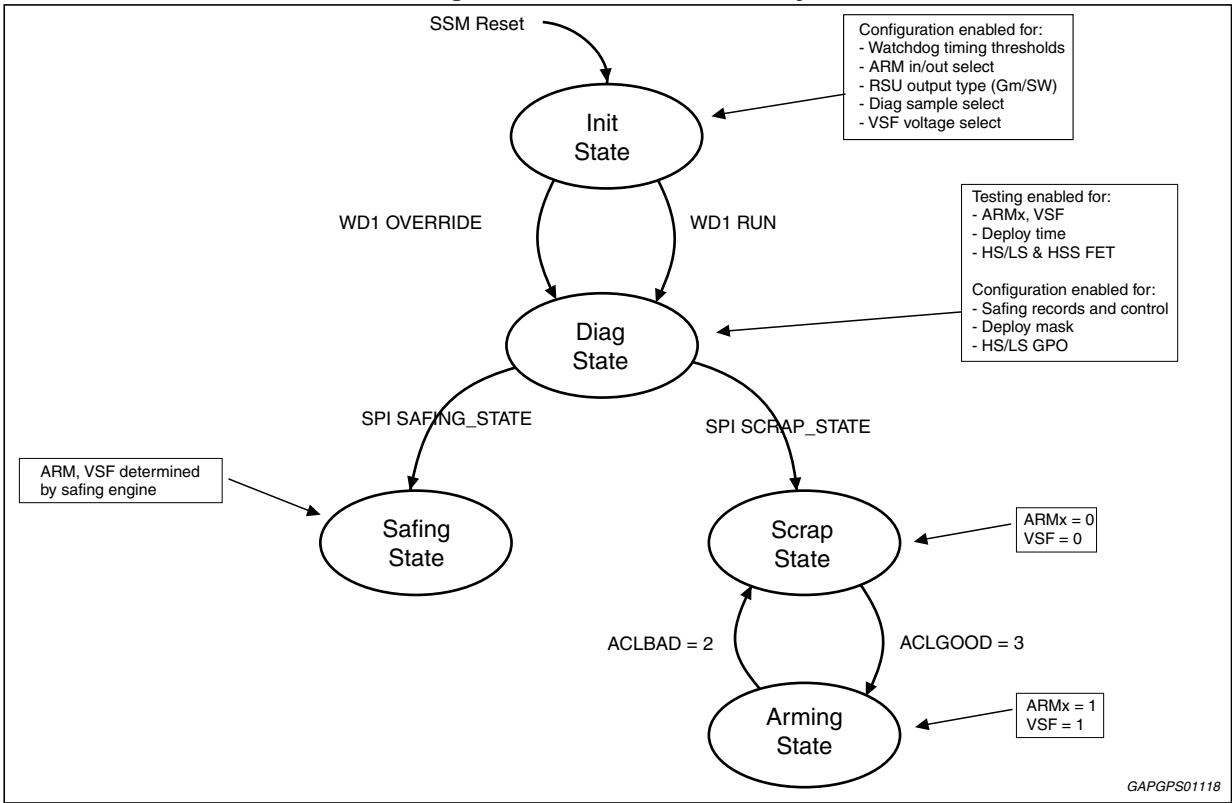 SSM Reset
Configuration enabled for:
- Watchdog timing thresholds
- ARM in/out select
- RSU output type (Gm/SW)
- Diag sample select
- VSF voltage select
Init
State
WD1 OVERRIDE
WD1 RUN
Testing enabled for:
- ARMx, VSF
- Deploy time
- HS/LS & HSS FET
Configuration enabled for:
- Safing records and control
- Deploy mask
- HS/LS GPO
Diag
State
SPI SAFING_STATE
SPI SCRAP_STATE
ARM, VSF determined
by safing engine
Safing
State
Scrap
State
ARMx = 0
VSF = 0
ACLBAD = 2
ACLGOOD = 3
Arming
State
ARMx = 1
VSF = 1
GAPGPS01118